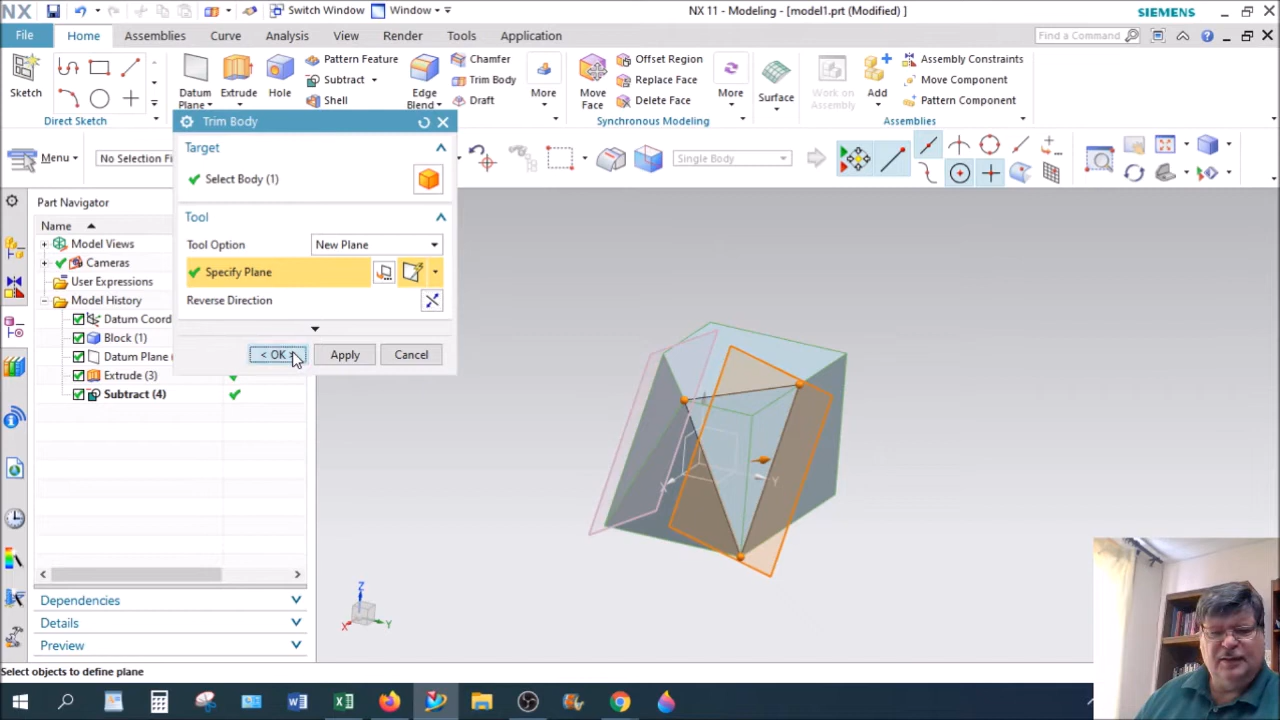 NX
Switch Window
Window
NX 11 - Modeling - [model1.prt (Modified) ]
SIEMENS
File
Home
Assemblies
Curve
Analysis
View
Render
Tools
Application
Find a Command
Sketch
Direct Sketch
Datum
Plane
Extrude
Hole
Pattern Feature
Subtract
Shell
Edge
Blend
Chamfer
Trim Body
Draft
More
Move
Face
Offset Region
Replace Face
Delete Face
More
Synchronous Modeling
Surface
Work on
Assembly
Add
Assembly Constraints
Move Component
Pattern Component
Assemblies
Menu
No Selection Fi
Single Body
Trim Body
Target
Select Body (1)
Tool
Tool Option
New Plane
Specify Plane
Reverse Direction
< OK >
Apply
Cancel
Part Navigator
Name
Model Views
Cameras
User Expressions
Model History
Datum Coord
Block (1)
Datum Plane (
Extrude (3)
Subtract (4)
Dependencies
Details
Preview
X
Y
Z
X
Y
Select objects to define plane